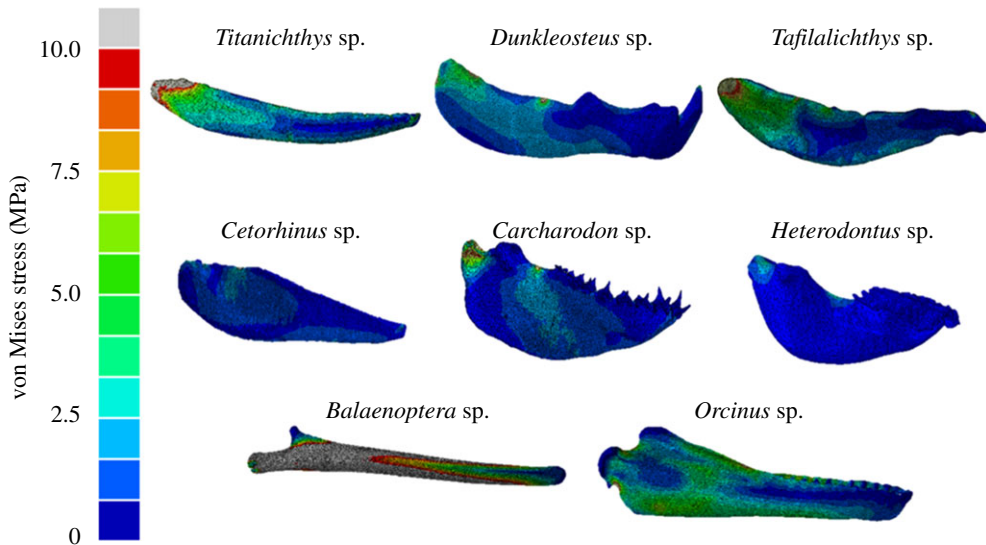 von Mises stress (MPa)
10.0
7.5
5.0
2.5
0
Titanichthys sp.
Dunkleosteus sp.
Tafilalichthys sp.
Cetorhinus sp.
Carcharodon sp.
Heterodontus sp.
Balaenoptera sp.
Orcinus sp.